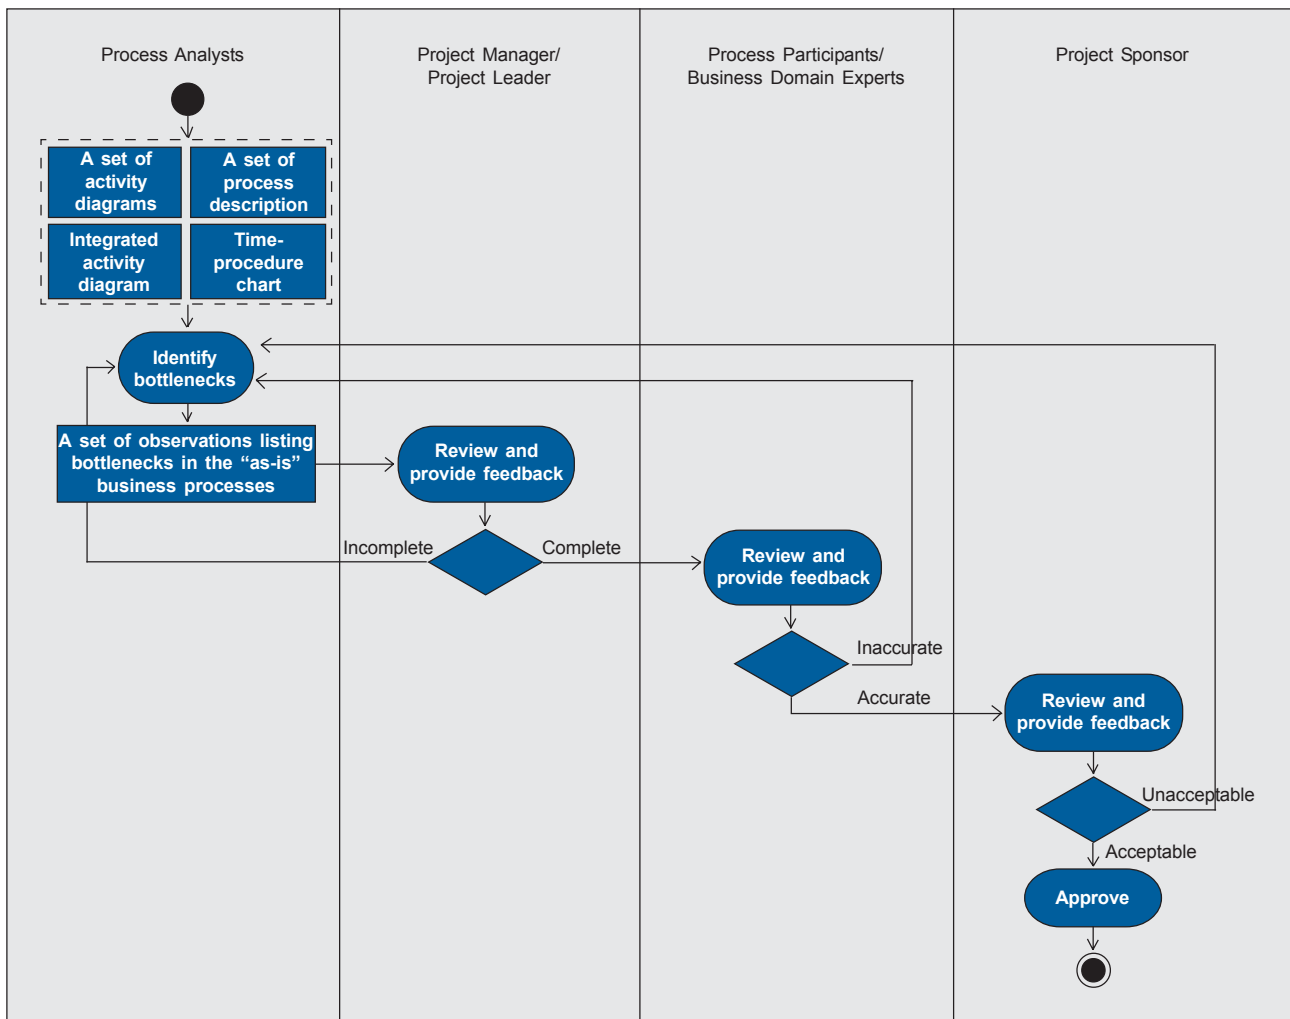 Process Analysts
Project Manager/
Project Leader
Process Participants/
Business Domain Experts
Project Sponsor
A set of
activity
diagrams
A set of
process
description
Integrated
activity
diagram
Time-
procedure
chart
Identify
bottlenecks
A set of observations listing
bottlenecks in the “as-is”
business processes
Review and
provide feedback
Incomplete
Complete
Review and
provide feedback
Inaccurate
Accurate
Review and
provide feedback
Unacceptable
Acceptable
Approve